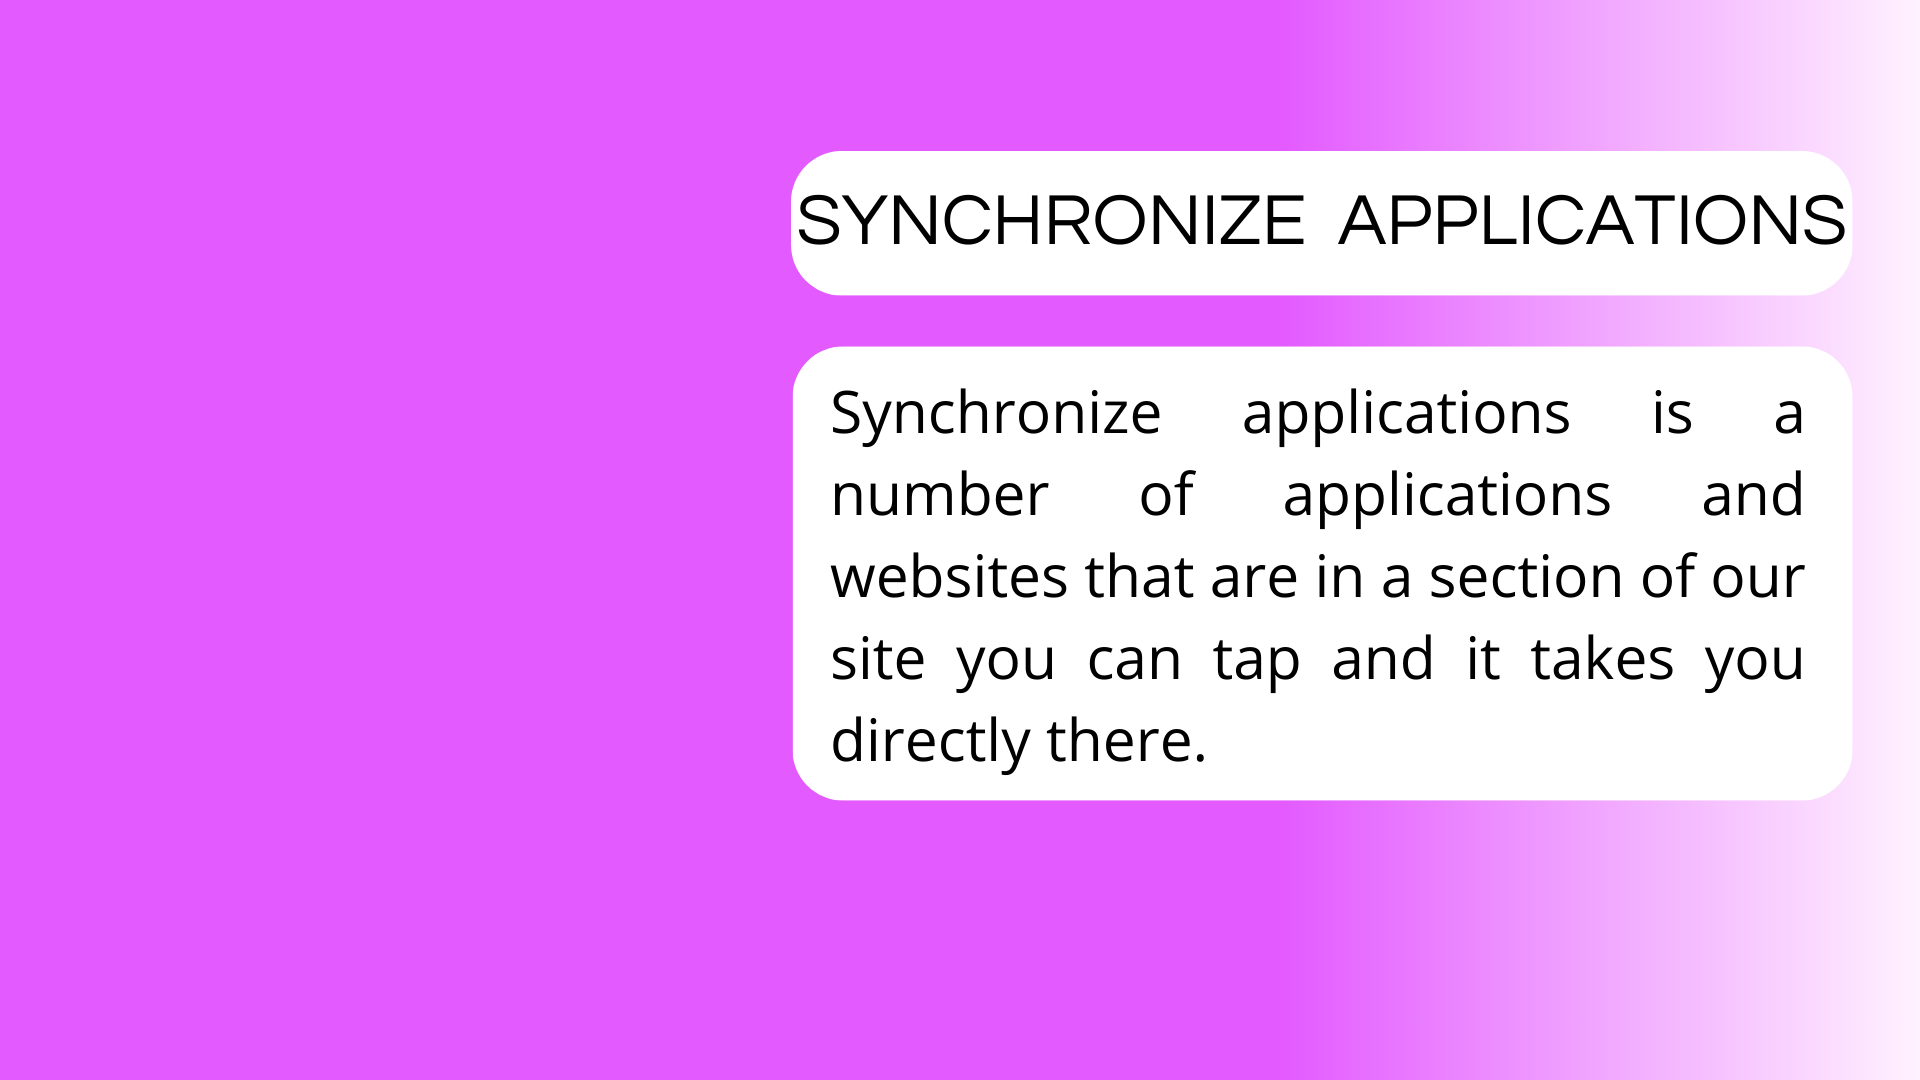 SYNCHRONIZE APPLICATIONS
Synchronize applications is a
number of applications and
websites that are in a section of our
site you can tap and it takes you
directly there.